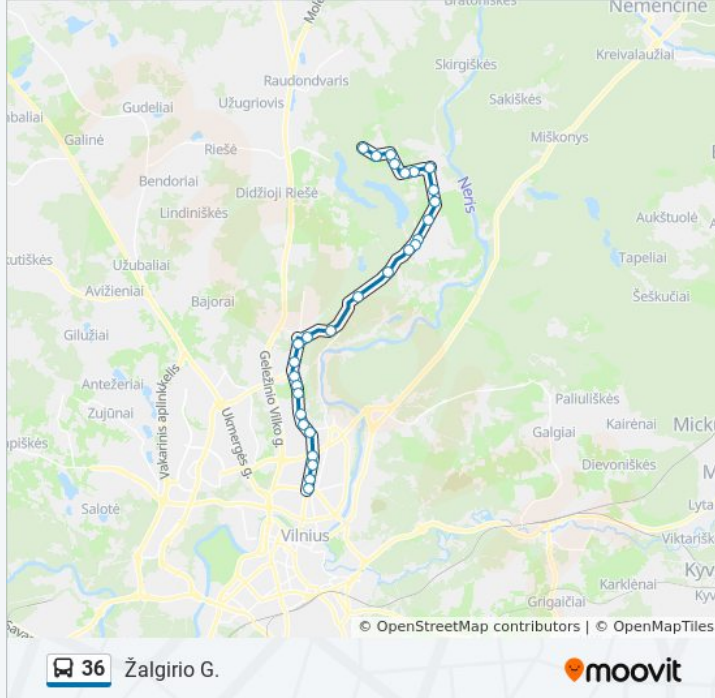 Bratoniškės
Nemenčinė
Kreivalaužiai
Skirgiškės
Raudondvaris
Sakiškės
Užugriovis
Gudeliai
Miškonys
Galinė
Riešė
Bendoriai
Didžioji Riešė
Neris
Lindiniškės
Aukštuolė
Užubaliai
Tapeliai
Avižieniai
Šeškučiai
Bajorai
Gilužiai
Geležinio Vilko g.
Vakarinis aplinkkelis
Antežeriai
Paliuliškės
Zujūnai
Ukmergės g.
Kairėnai
Galgiai
Dievoniškės
Salotė
Vilnius
Karklėnai
Grigaičiai
© OpenStreetMap contributors | © OpenMapTiles
36 Žalgirio G.
moovit